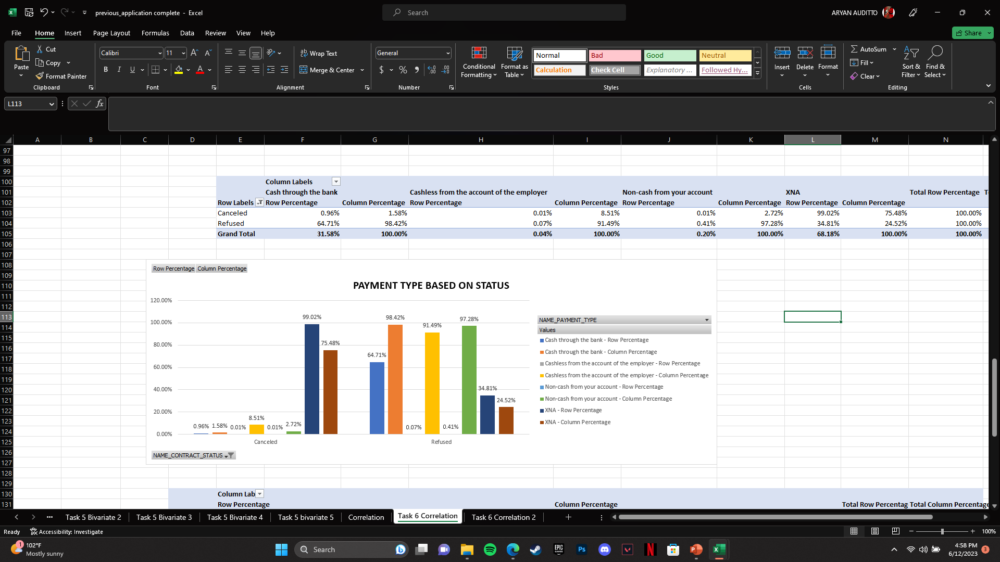 previous_application complete - Excel
Search
ARYAN AUDITTO
File Home Insert Page Layout Formulas Data Review View Help
Share
Paste
Cut
Copy
Format Painter
Clipboard
Calibri 11
B I U
Font
Wrap Text
Merge & Center
Alignment
General
$ % ,
Number
Conditional Formatting
Format as Table
Normal Bad Good Neutral
Calculation Check Cell Explanatory ... Followed Hy...
Styles
Insert Delete Format
Cells
AutoSum
Fill
Clear
Sort & Filter
Find & Select
Editing
L113
fx
A B C D E F G H I J K L M N
97
98
99
100 Column Labels
101 Cash through the bank Cashless from the account of the employer Non-cash from your account XNA Total Row Percentage T
102 Row Labels Row Percentage Column Percentage Row Percentage Column Percentage Row Percentage Column Percentage Row Percentage Column Percentage
103 Canceled 0.96% 1.58% 0.01% 8.51% 0.01% 2.72% 99.02% 75.48% 100.00%
104 Refused 64.71% 98.42% 0.07% 91.49% 0.41% 97.28% 34.81% 24.52% 100.00%
105 Grand Total 31.58% 100.00% 0.04% 100.00% 0.20% 100.00% 68.18% 100.00% 100.00%
106
107
108
109
110
111
112
113
114
115
116
117
118
119
120
121
122
123
124
125
126
127
128
129
Row Percentage Column Percentage
PAYMENT TYPE BASED ON STATUS
120.00%
100.00%
80.00%
60.00%
40.00%
20.00%
0.00%
0.96% 1.58% 0.01% 8.51% 0.01% 2.72% 99.02% 75.48%
64.71% 98.42% 0.07% 91.49% 0.41% 97.28% 34.81% 24.52%
Canceled Refused
NAME_PAYMENT_TYPE
Values
Cash through the bank - Row Percentage
Cash through the bank - Column Percentage
Cashless from the account of the employer - Row Percentage
Cashless from the account of the employer - Column Percentage
Non-cash from your account - Row Percentage
Non-cash from your account - Column Percentage
XNA - Row Percentage
XNA - Column Percentage
NAME_CONTRACT_STATUS
130 Column Lab
131 Row Percentage Column Percentage Total Row Percentag Total Column Percentage
Task 5 Bivariate 2 Task 5 Bivariate 3 Task 5 Bivariate 4 Task 5 bivariate 5 Correlation Task 6 Correlation Task 6 Correlation 2
Ready Accessibility: Investigate 100%
1
102°F
Mostly sunny
Search
EPIC GAMES
Ps
4:58 PM
6/12/2023
3